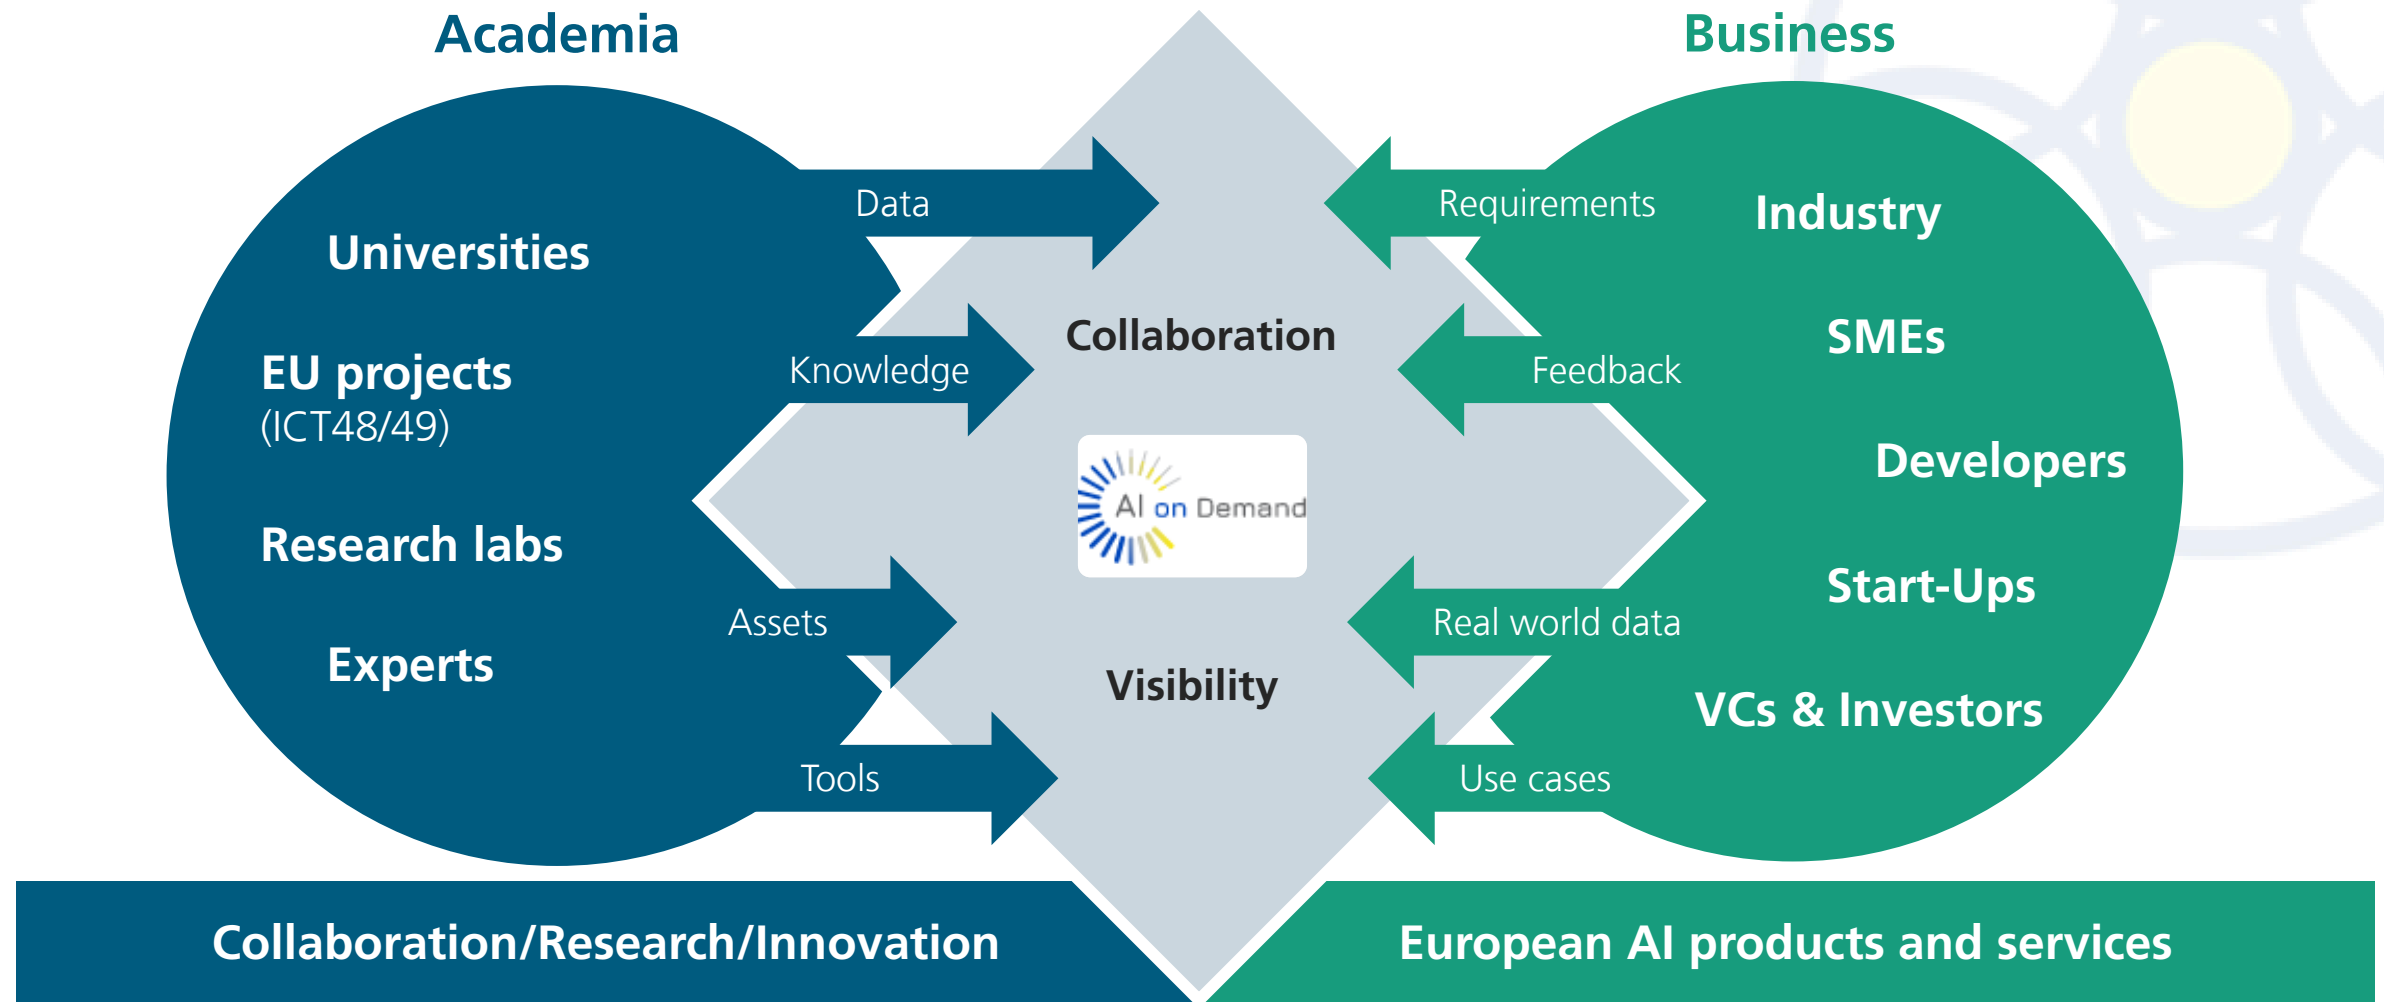 Academia
Business
Universities
EU projects
(ICT48/49)
Research labs
Experts
Data
Knowledge
Assets
Tools
Collaboration
AI on Demand
Visibility
Requirements
Feedback
Real world data
Use cases
Industry
SMEs
Developers
Start-Ups
VCs & Investors
Collaboration/Research/Innovation
European AI products and services